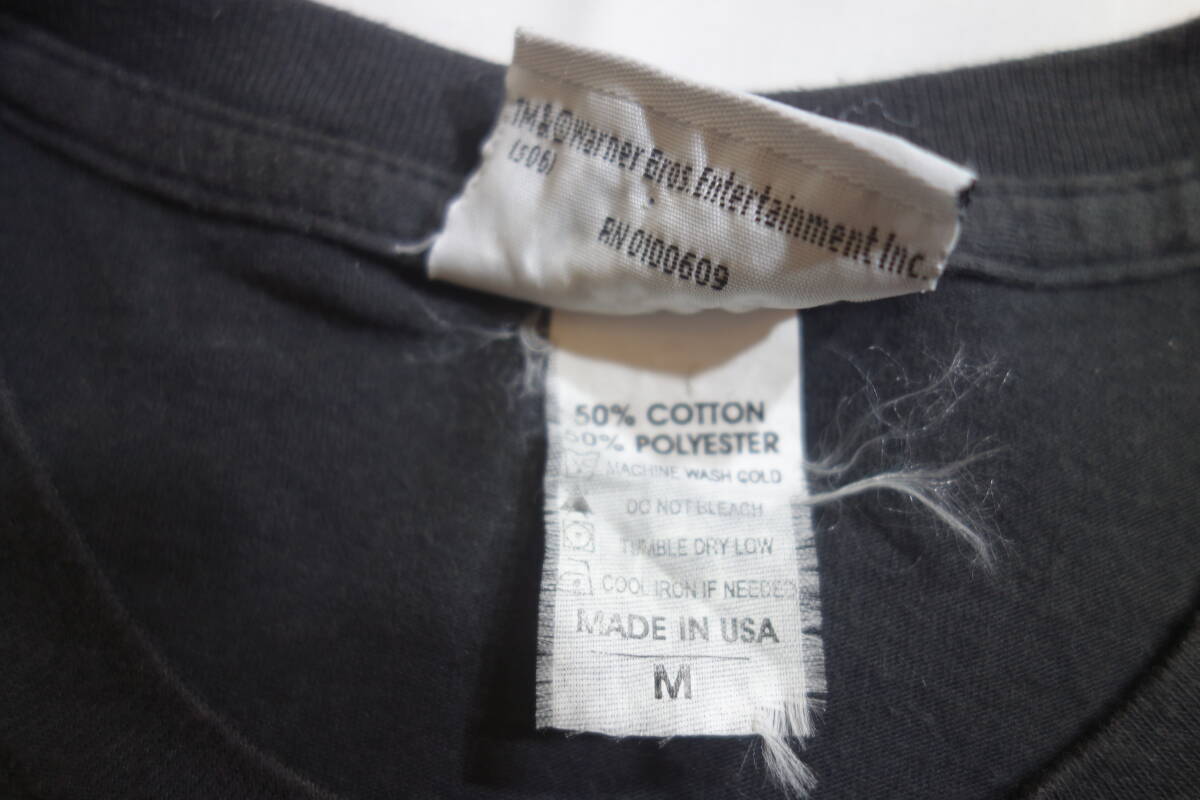 TM & © Warner Bros. Entertainment Inc.
(s06)
RN 0100609
50% COTTON
50% POLYESTER
MACHINE WASH COLD
DO NOT BLEACH
TUMBLE DRY LOW
COOL IRON IF NEEDED
MADE IN USA
M